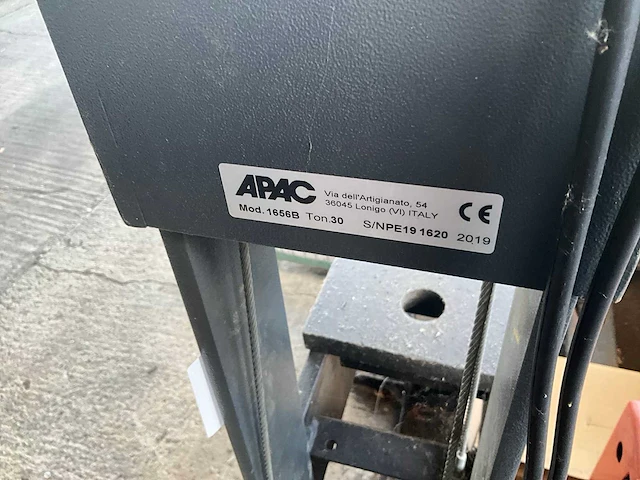 APAC
Via dell'Artigianato, 54
36045 Lonigo (VI) ITALY
CE
Mod. 1656B Ton.30 S/NPE19 1620 2019